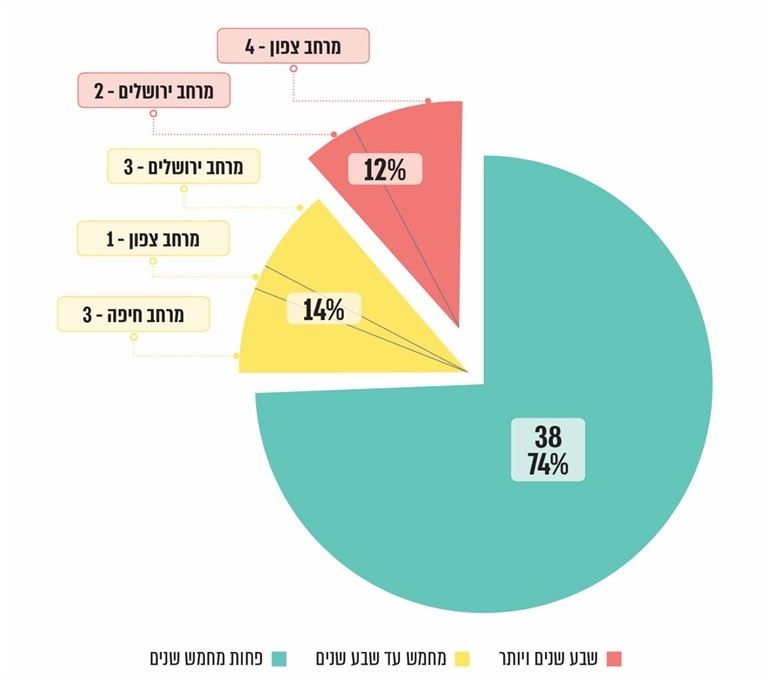 מרחב צפון - 4
מרחב ירושלים - 2
12%
מרחב ירושלים - 3
מרחב צפון - 1
14%
מרחב חיפה - 3
38
74%
שבע שנים ויותר
מחמש עד שבע שנים
פחות מחמש שנים